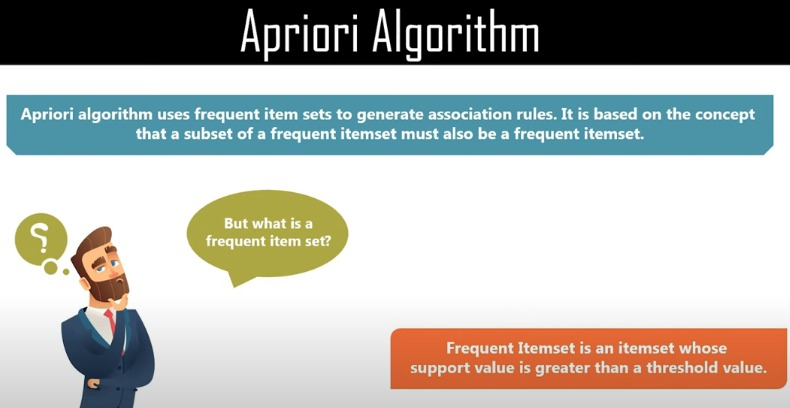 Apriori Algorithm
Apriori algorithm uses frequent item sets to generate association rules. It is based on the concept
that a subset of a frequent itemset must also be a frequent itemset.
But what is a
frequent item set?
Frequent Itemset is an itemset whose
support value is greater than a threshold value.